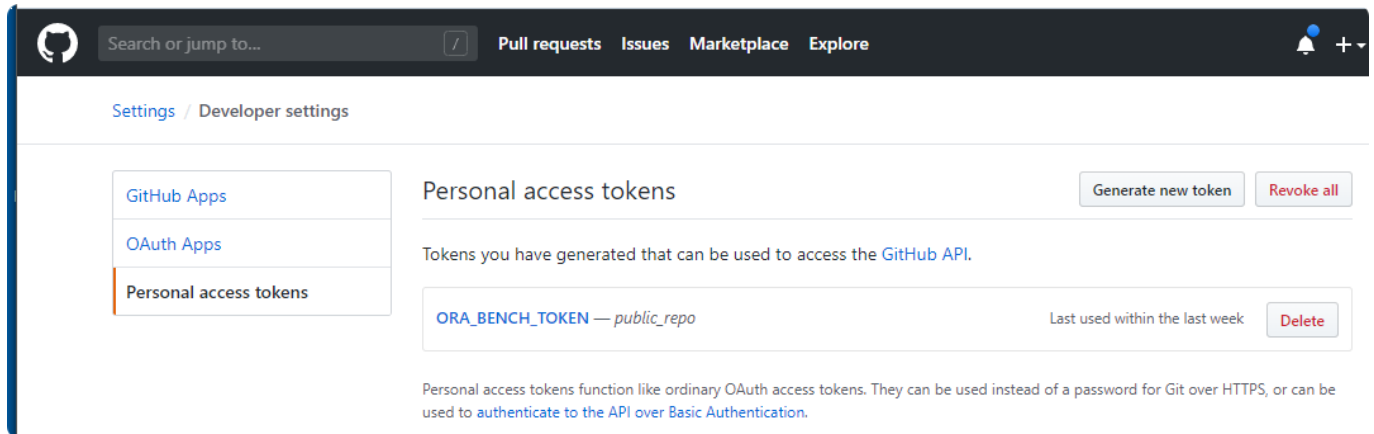 Search or jump to... / Pull requests Issues Marketplace Explore
Settings / Developer settings
GitHub Apps
OAuth Apps
Personal access tokens
Personal access tokens Generate new token Revoke all
Tokens you have generated that can be used to access the GitHub API.
ORA_BENCH_TOKEN — public_repo Last used within the last week Delete
Personal access tokens function like ordinary OAuth access tokens. They can be used instead of a password for Git over HTTPS, or can be
used to authenticate to the API over Basic Authentication.